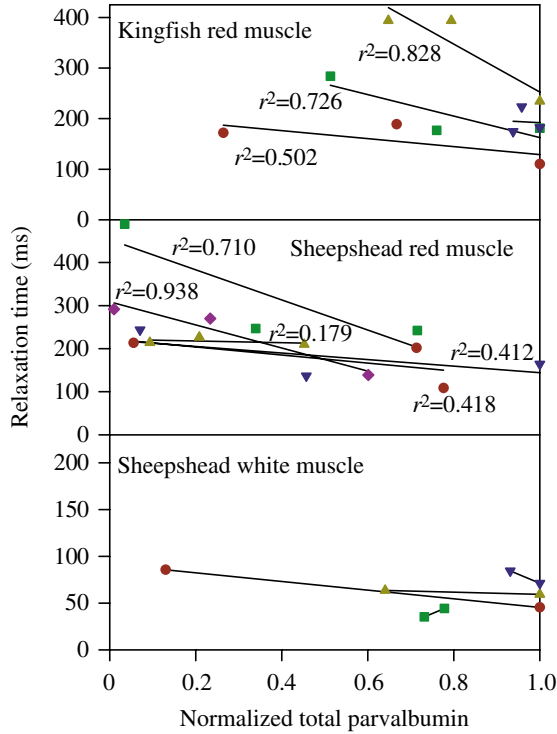 400
Kingfish red muscle
r²=0.828
300
r²=0.726
200
r²=0.502
100
0
Sheepshead red muscle
r²=0.710
400
r²=0.938
300
r²=0.179
200
r²=0.412
100
r²=0.418
0
Sheepshead white muscle
200
150
100
50
0
0 0.2 0.4 0.6 0.8 1.0
Normalized total parvalbumin
Relaxation time (ms)